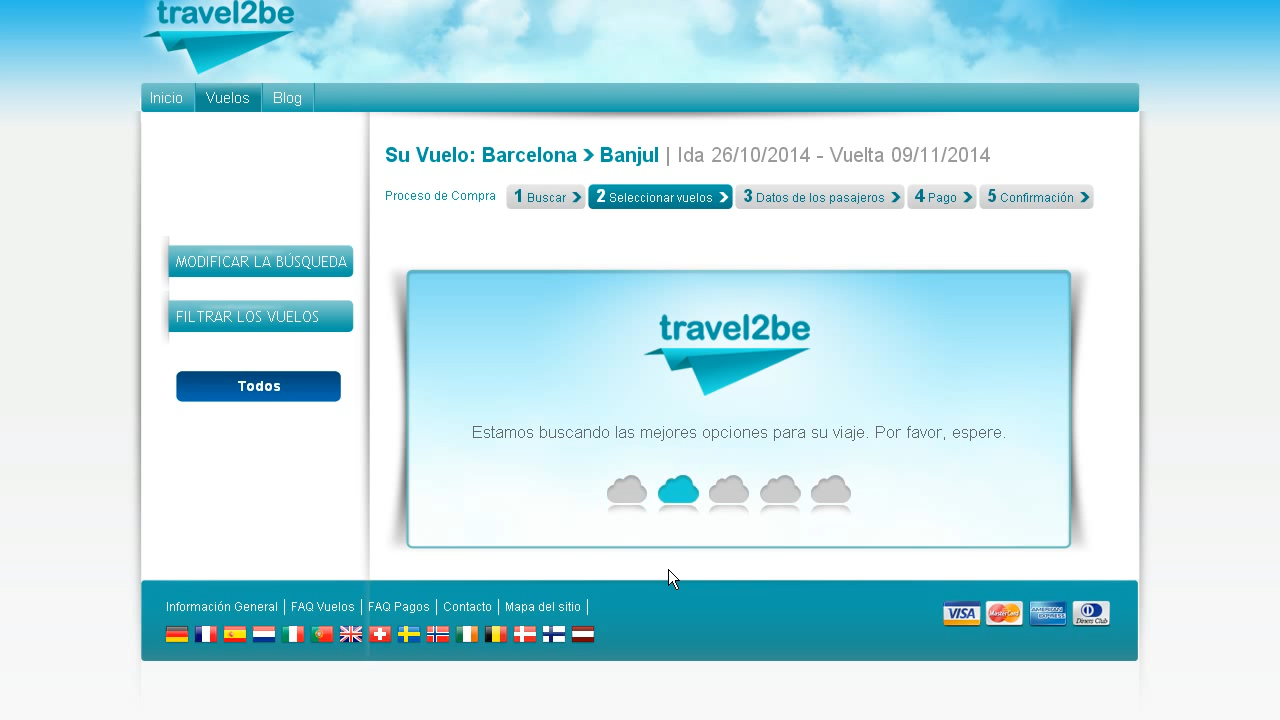 travel2be
Inicio Vuelos Blog
Su Vuelo: Barcelona > Banjul | Ida 26/10/2014 - Vuelta 09/11/2014
Proceso de Compra 1 Buscar > 2 Seleccionar vuelos > 3 Datos de los pasajeros > 4 Pago > 5 Confirmación >
MODIFICAR LA BÚSQUEDA
FILTRAR LOS VUELOS
Todos
travel2be
Estamos buscando las mejores opciones para su viaje. Por favor, espere.
Información General | FAQ Vuelos | FAQ Pagos | Contacto | Mapa del sitio |
VISA MasterCard AMERICAN EXPRESS Diners Club